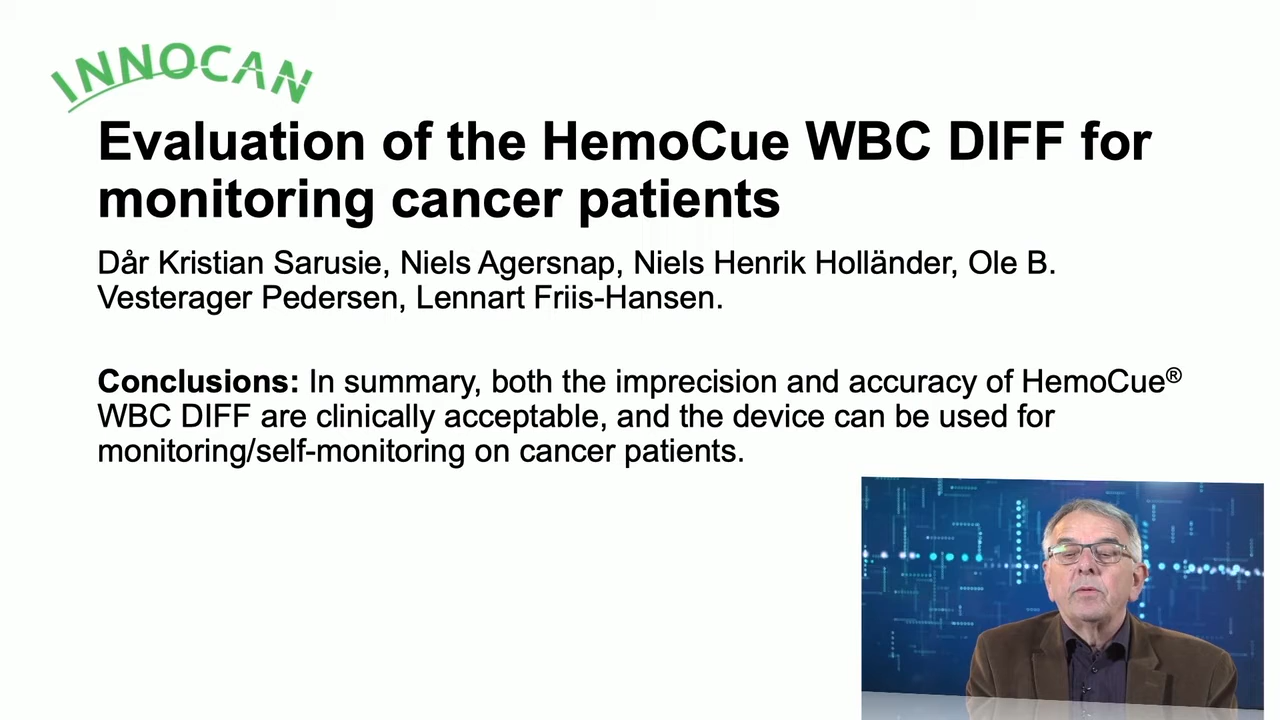 INNOCAN
Evaluation of the HemoCue WBC DIFF for
monitoring cancer patients
Dår Kristian Sarusie, Niels Agersnap, Niels Henrik Holländer, Ole B.
Vesterager Pedersen, Lennart Friis-Hansen.
Conclusions: In summary, both the imprecision and accuracy of HemoCue®
WBC DIFF are clinically acceptable, and the device can be used for
monitoring/self-monitoring on cancer patients.